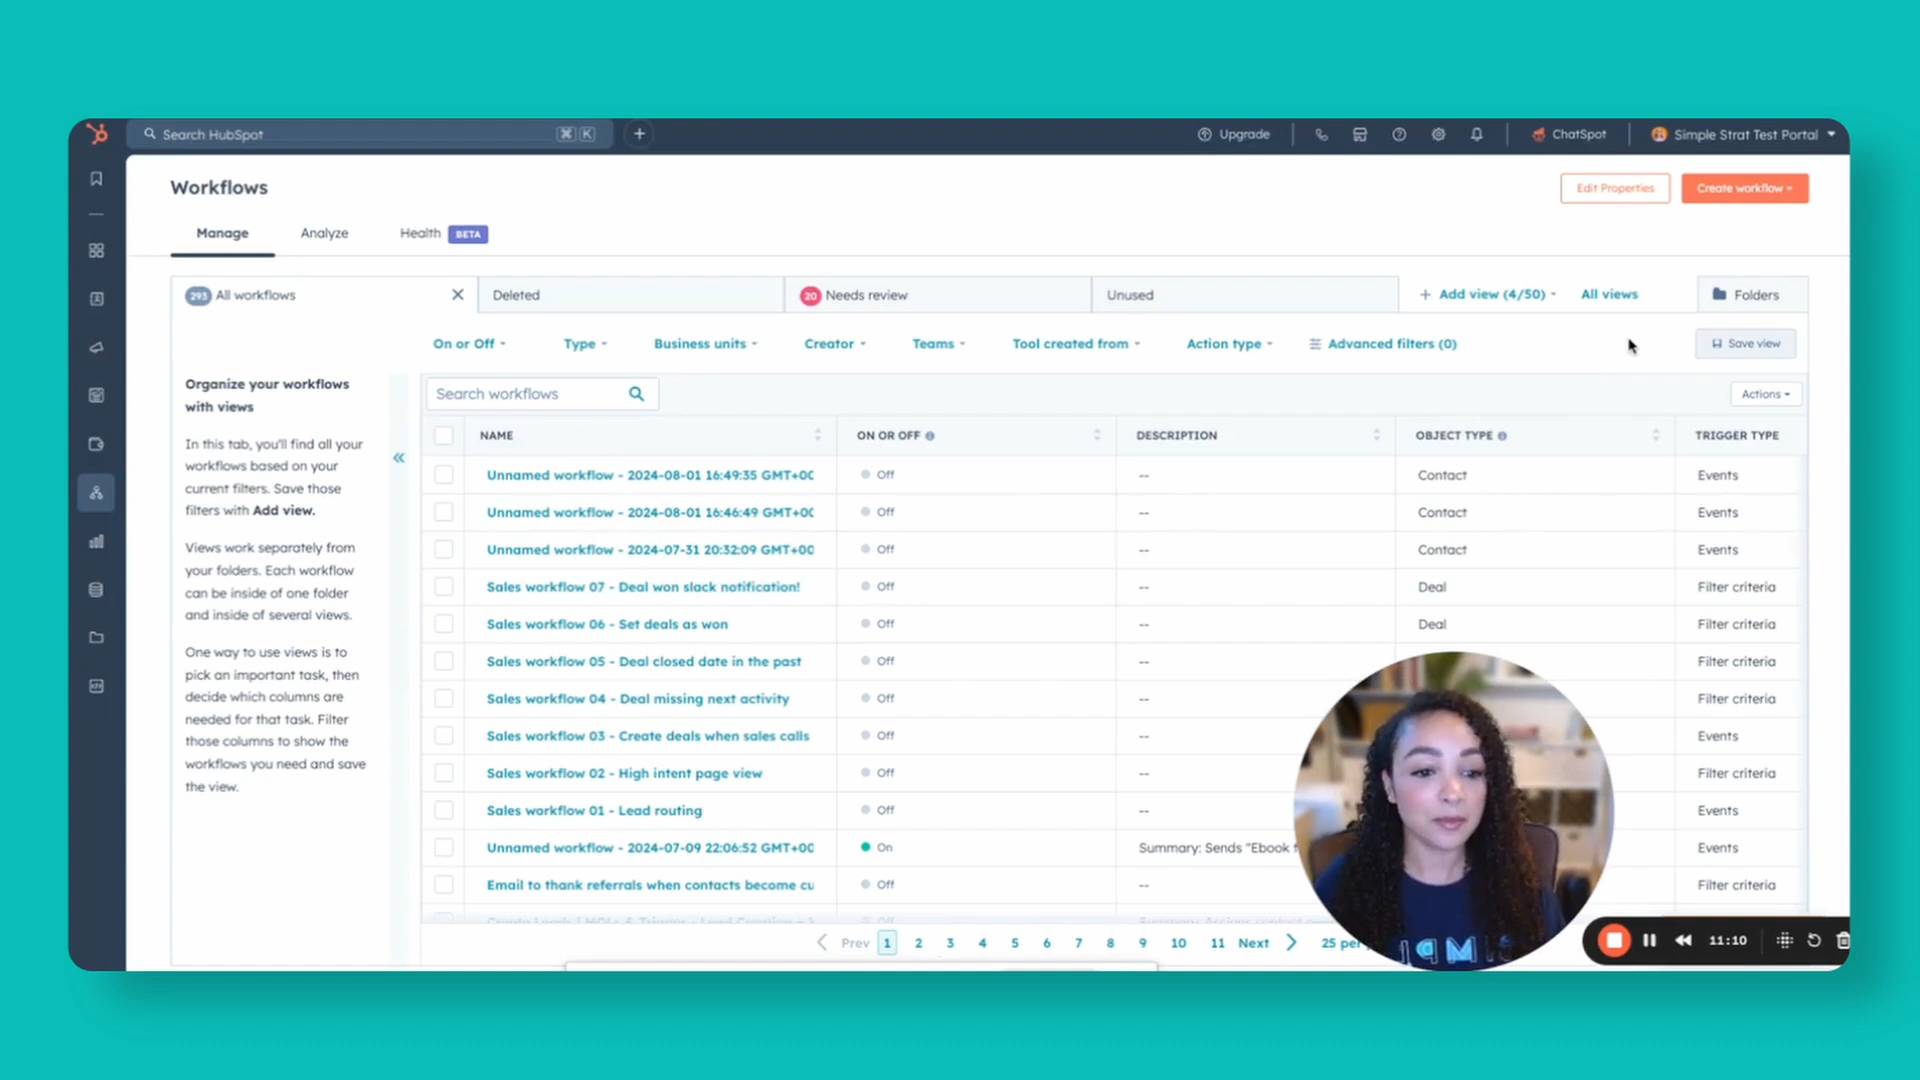 Search HubSpot
⌘ K
+
Upgrade
ChatSpot
Simple Strat Test Portal
Workflows
Edit Properties
Create workflow
Manage
Analyze
Health
BETA
293 All workflows
Deleted
20 Needs review
Unused
+ Add view (4/50)
All views
Folders
On or Off
Type
Business units
Creator
Teams
Tool created from
Action type
Advanced filters (0)
Save view
Organize your workflows
with views
In this tab, you'll find all your
workflows based on your
current filters. Save those
filters with Add view.
Views work separately from
your folders. Each workflow
can be inside of one folder
and inside of several views.
One way to use views is to
pick an important task, then
decide which columns are
needed for that task. Filter
those columns to show the
workflows you need and save
the view.
Search workflows
Actions
NAME ON OR OFF DESCRIPTION OBJECT TYPE TRIGGER TYPE
Unnamed workflow - 2024-08-01 16:49:35 GMT+00 Off -- Contact Events
Unnamed workflow - 2024-08-01 16:46:49 GMT+00 Off -- Contact Events
Unnamed workflow - 2024-07-31 20:32:09 GMT+00 Off -- Contact Events
Sales workflow 07 - Deal won slack notification! Off -- Deal Filter criteria
Sales workflow 06 - Set deals as won Off -- Deal Filter criteria
Sales workflow 05 - Deal closed date in the past Off -- Filter criteria
Sales workflow 04 - Deal missing next activity Off -- Filter criteria
Sales workflow 03 - Create deals when sales calls Off -- Events
Sales workflow 02 - High intent page view Off -- Filter criteria
Sales workflow 01 - Lead routing Off -- Events
Unnamed workflow - 2024-07-09 22:06:52 GMT+00 On Summary: Sends "Ebook f Events
Email to thank referrals when contacts become cu Off -- Filter criteria
Prev 1 2 3 4 5 6 7 8 9 10 11 Next 25 per
11:10